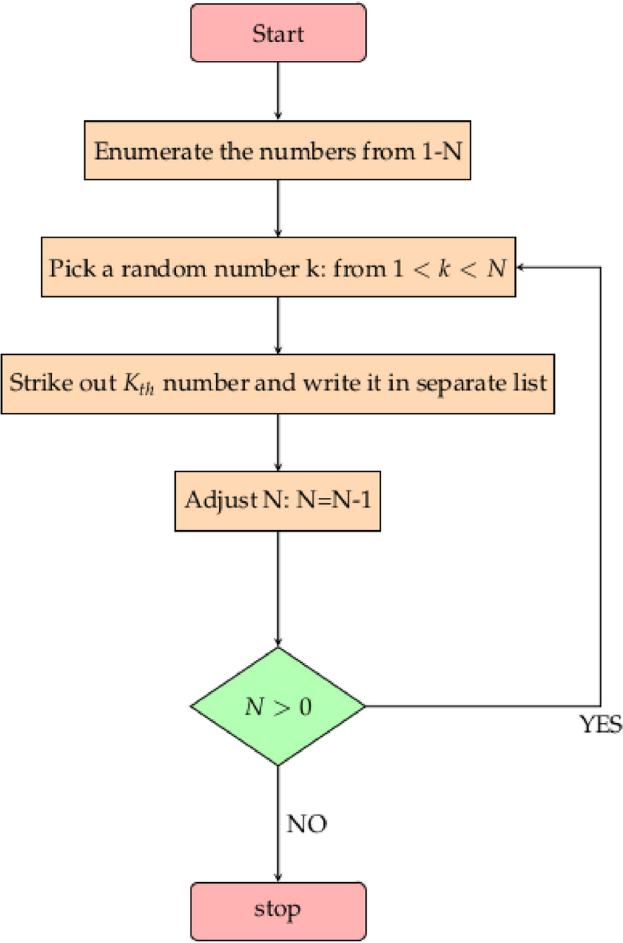 Start
Enumerate the numbers from 1-N
Pick a random number k: from 1 < k < N
Strike out Kth number and write it in separate list
Adjust N: N=N-1
N > 0
YES
NO
stop